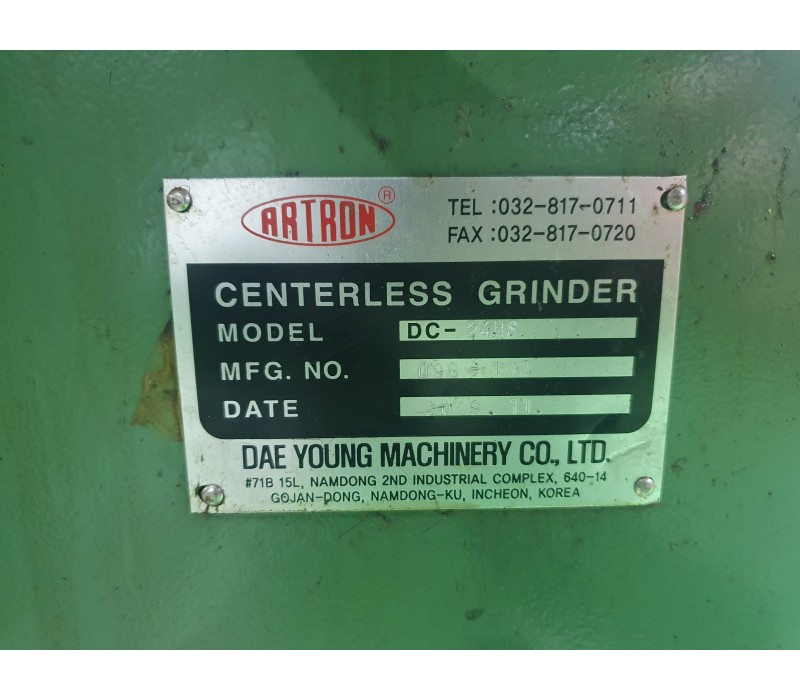 ARTRON ®
TEL :032-817-0711
FAX :032-817-0720
CENTERLESS GRINDER
MODEL DC-24HS
MFG. NO.
DATE
DAE YOUNG MACHINERY CO., LTD.
#71B 15L, NAMDONG 2ND INDUSTRIAL COMPLEX, 640-14
GOJAN-DONG, NAMDONG-KU, INCHEON, KOREA